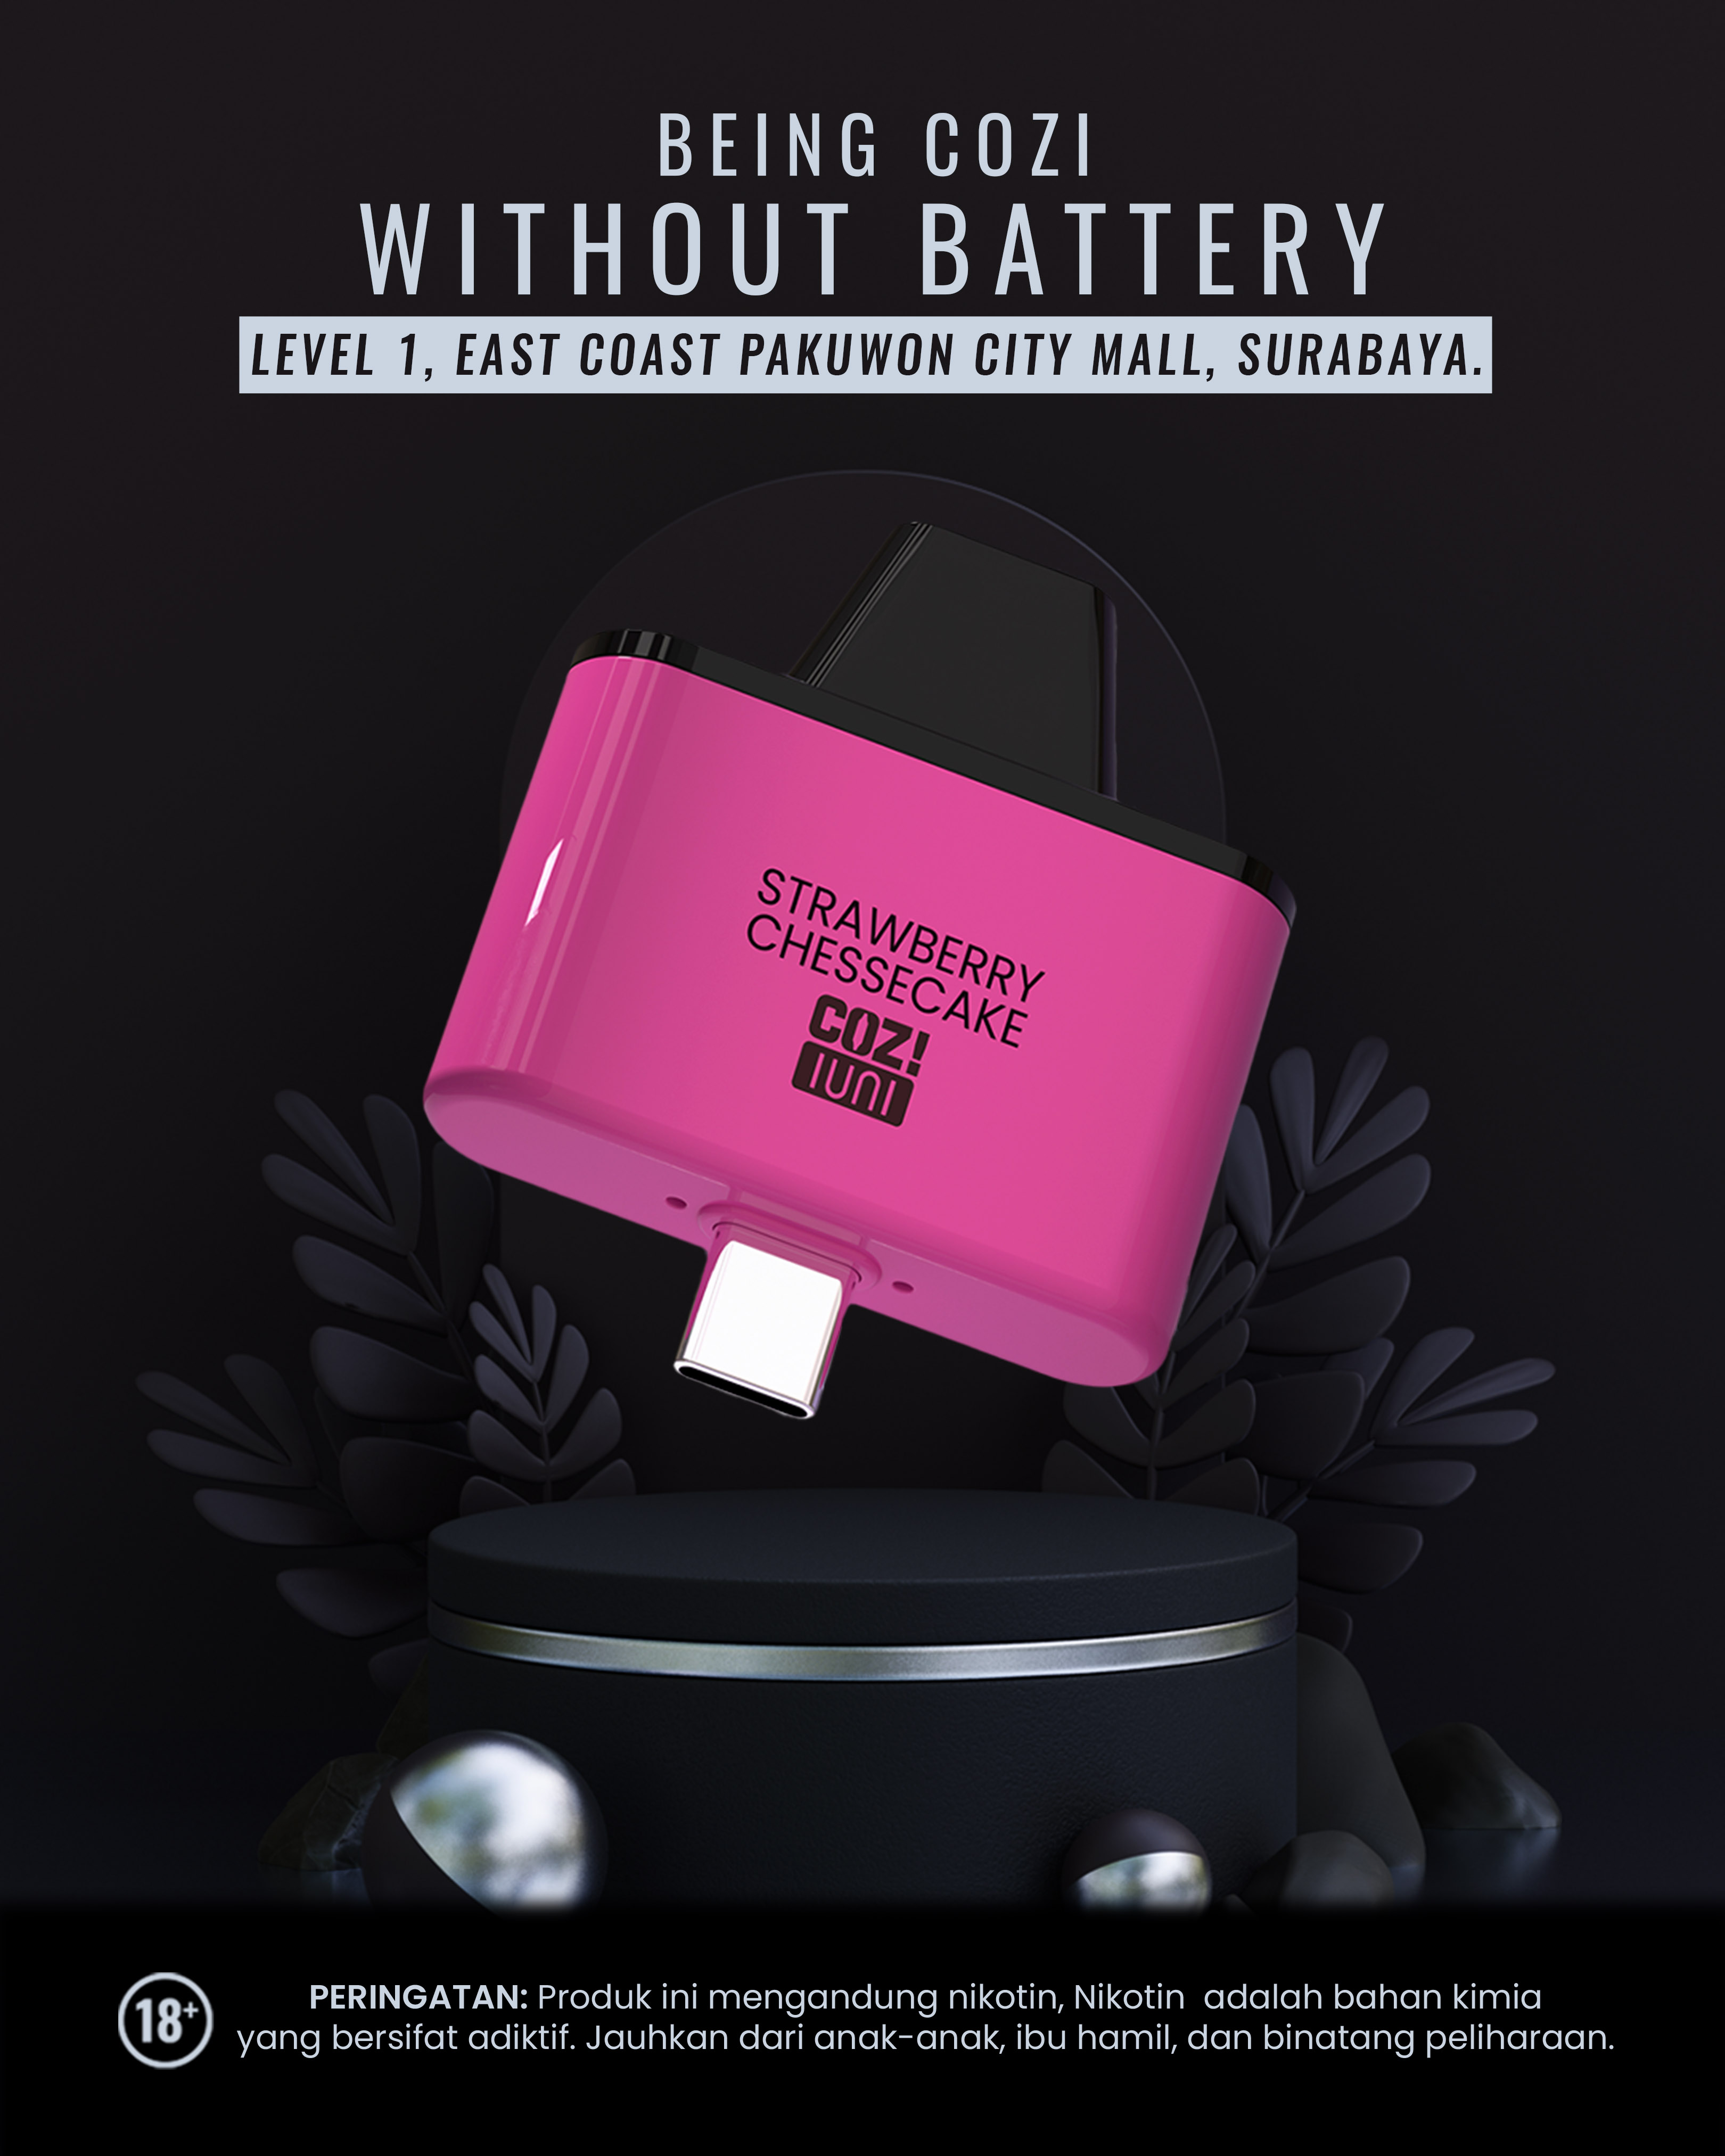 BEING COZI
WITHOUT BATTERY
LEVEL 1, EAST COAST PAKUWON CITY MALL, SURABAYA.
STRAWBERRY
CHESSECAKE
COZ!
IUNI
18+
PERINGATAN: Produk ini mengandung nikotin, Nikotin  adalah bahan kimia
yang bersifat adiktif. Jauhkan dari anak-anak, ibu hamil, dan binatang peliharaan.